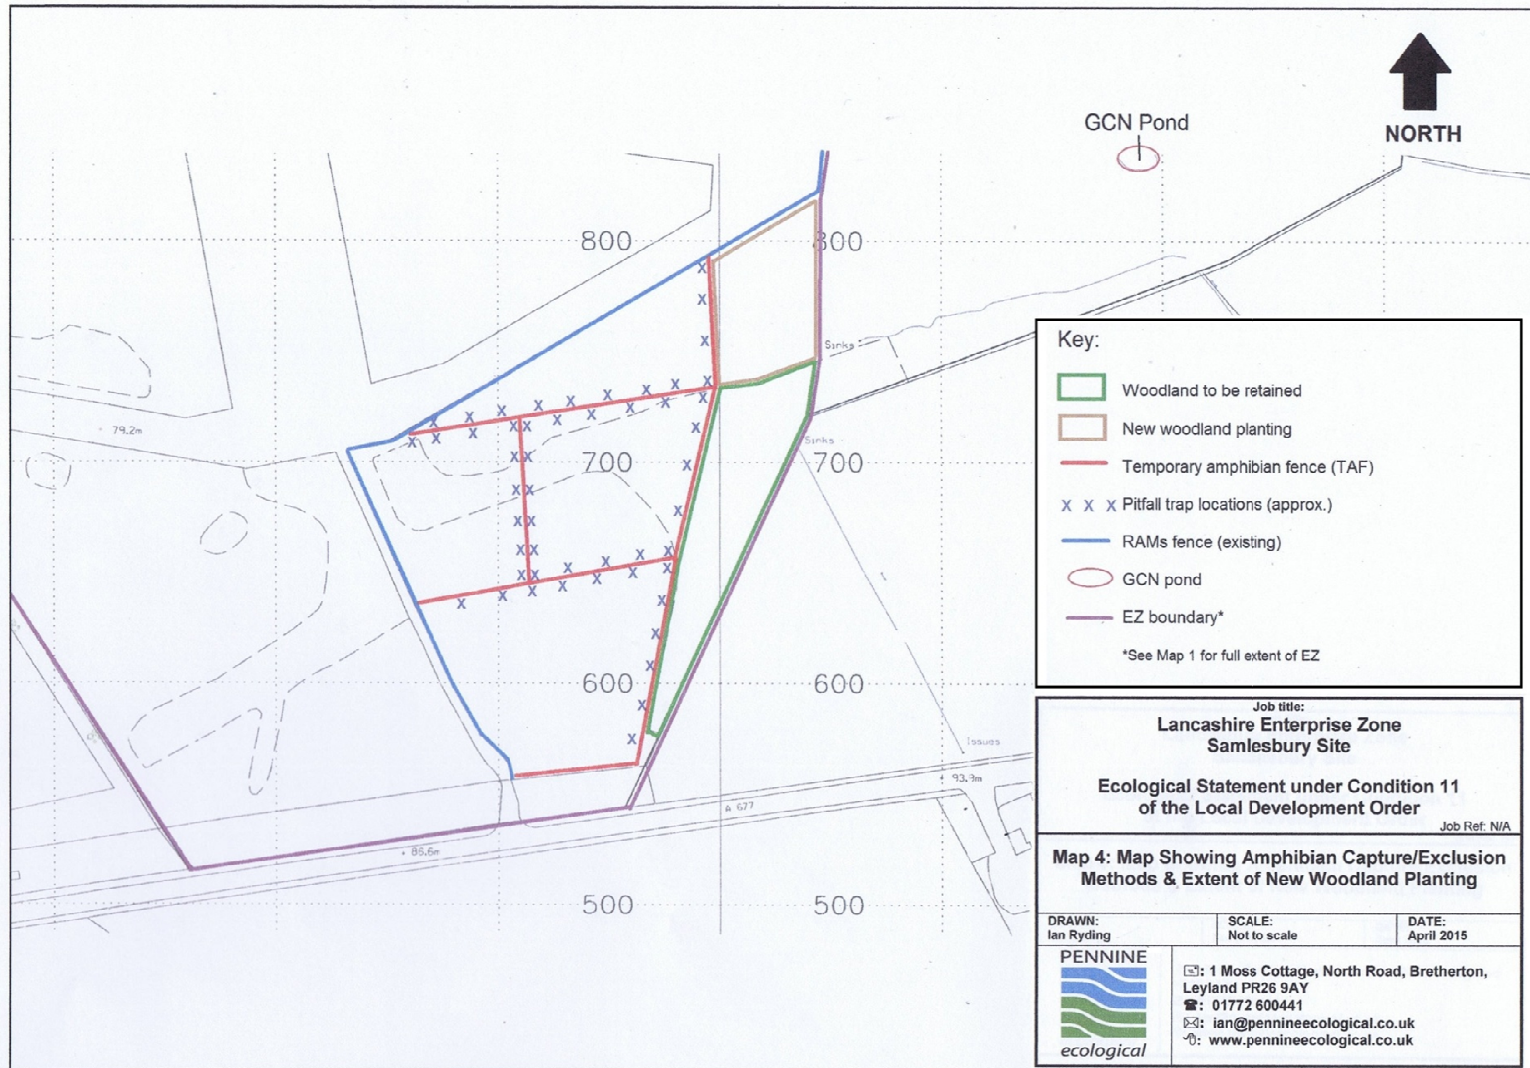 NORTH
GCN Pond
800
800
Sinks
79.2m
Sinks
700
700
600
600
Issues
93.9m
A 677
86.6m
500
500
Key:
Woodland to be retained
New woodland planting
Temporary amphibian fence (TAF)
X X X Pitfall trap locations (approx.)
RAMs fence (existing)
GCN pond
EZ boundary*
*See Map 1 for full extent of EZ
Job title:
Lancashire Enterprise Zone
Samlesbury Site
Ecological Statement under Condition 11
of the Local Development Order
Job Ref: N/A
Map 4: Map Showing Amphibian Capture/Exclusion
Methods & Extent of New Woodland Planting
DRAWN:
Ian Ryding
SCALE:
Not to scale
DATE:
April 2015
PENNINE
ecological
: 1 Moss Cottage, North Road, Bretherton,
Leyland PR26 9AY
: 01772 600441
: ian@pennineecological.co.uk
: www.pennineecological.co.uk